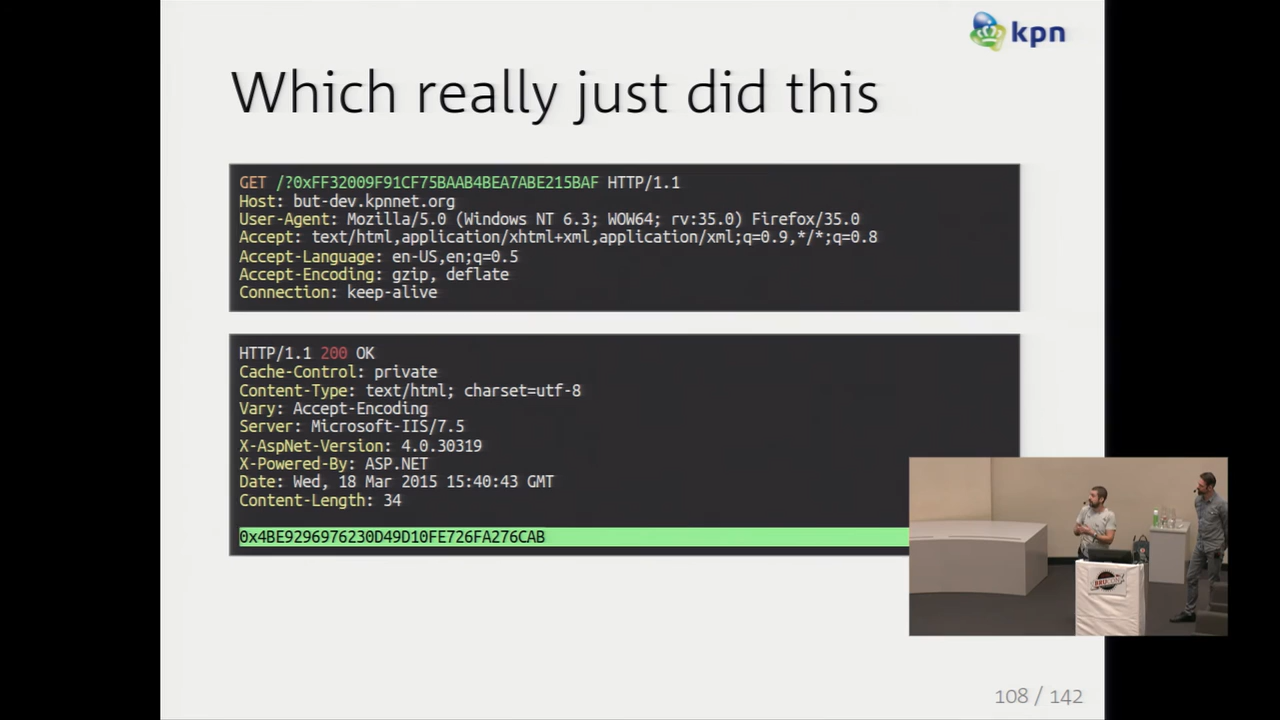 kpn
Which really just did this
GET /?0xFF32009F91CF75BAAB4BEA7ABE215BAF HTTP/1.1
Host: but-dev.kpnnet.org
User-Agent: Mozilla/5.0 (Windows NT 6.3; WOW64; rv:35.0) Firefox/35.0
Accept: text/html,application/xhtml+xml,application/xml;q=0.9,*/*;q=0.8
Accept-Language: en-US,en;q=0.5
Accept-Encoding: gzip, deflate
Connection: keep-alive
HTTP/1.1 200 OK
Cache-Control: private
Content-Type: text/html; charset=utf-8
Vary: Accept-Encoding
Server: Microsoft-IIS/7.5
X-AspNet-Version: 4.0.30319
X-Powered-By: ASP.NET
Date: Wed, 18 Mar 2015 15:40:43 GMT
Content-Length: 34
0x4BE9296976230D49D10FE726FA276CAB
108 / 142